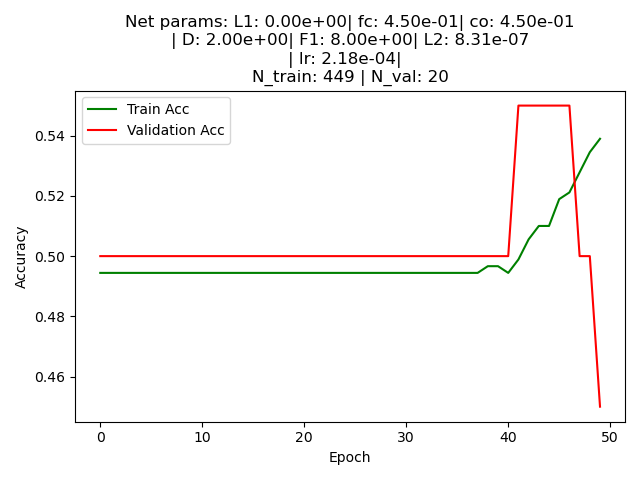 Net params: L1: 0.00e+00| fc: 4.50e-01| co: 4.50e-01
| D: 2.00e+00| F1: 8.00e+00| L2: 8.31e-07
| lr: 2.18e-04|
N_train: 449 | N_val: 20
Train Acc
Validation Acc
0.54
0.52
0.50
0.48
0.46
Accuracy
0 10 20 30 40 50
Epoch